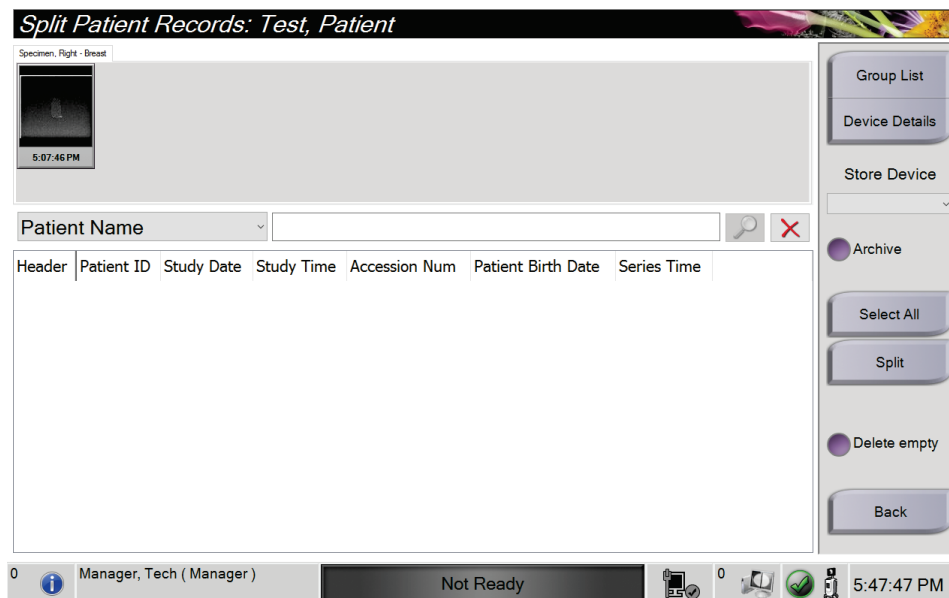 Split Patient Records: Test, Patient
Specimen, Right - Breast
5:07:46 PM
Group List
Device Details
Store Device
Archive
Select All
Split
Delete empty
Back
Patient Name
Header Patient ID Study Date Study Time Accession Num Patient Birth Date Series Time
0 Manager, Tech ( Manager ) Not Ready 0 5:47:47 PM